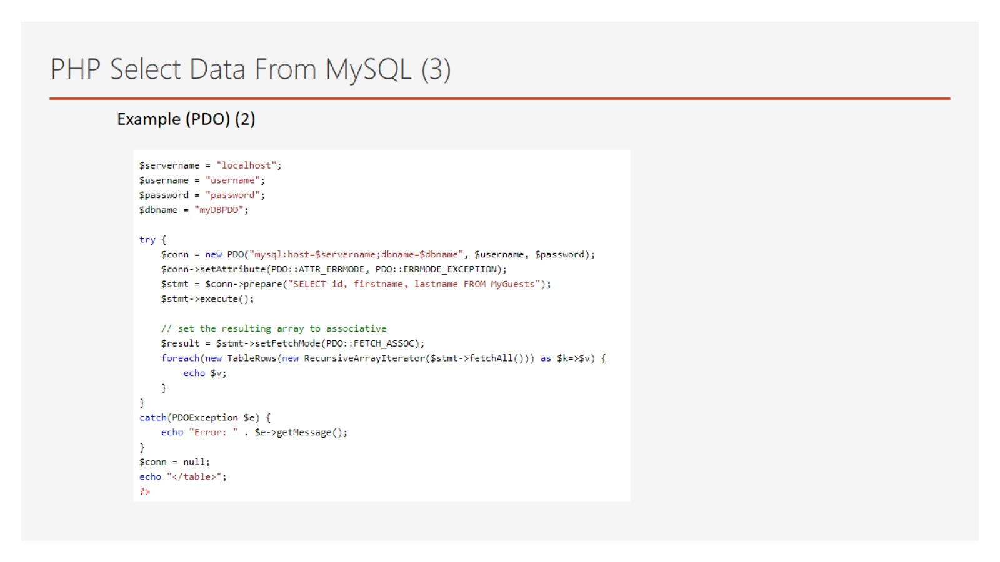 PHP Select Data From MySQL (3)
Example (PDO) (2)
$servername = "localhost";
$username = "username";
$password = "password";
$dbname = "myDBPDO";
try {
    $conn = new PDO("mysql:host=$servername;dbname=$dbname", $username, $password);
    $conn->setAttribute(PDO::ATTR_ERRMODE, PDO::ERRMODE_EXCEPTION);
    $stmt = $conn->prepare("SELECT id, firstname, lastname FROM MyGuests");
    $stmt->execute();
    // set the resulting array to associative
    $result = $stmt->setFetchMode(PDO::FETCH_ASSOC);
    foreach(new TableRows(new RecursiveArrayIterator($stmt->fetchAll())) as $k=>$v) {
        echo $v;
    }
}
catch(PDOException $e) {
    echo "Error: " . $e->getMessage();
}
$conn = null;
echo "</table>";
?>